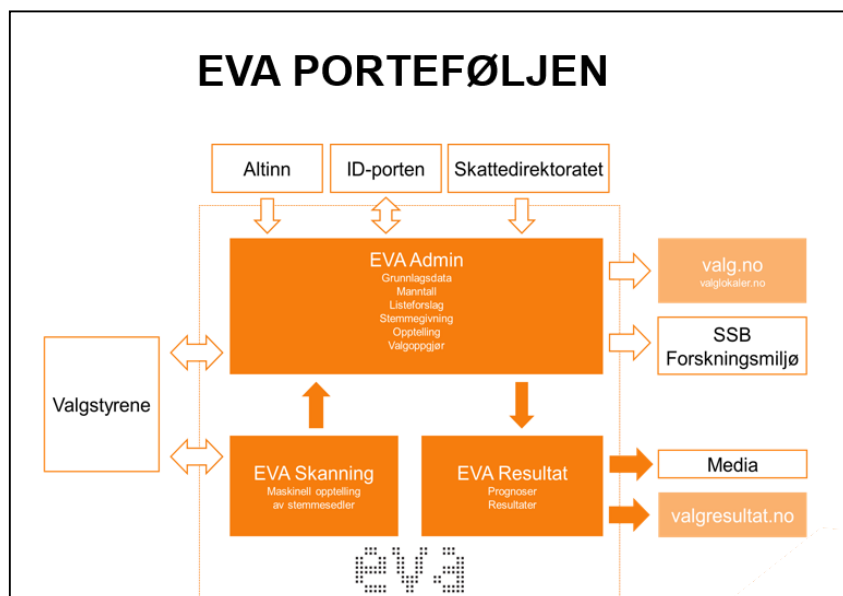 EVA PORTEFØLJEN
Altinn
ID-porten
Skattedirektoratet
EVA Admin
Grunnlagsdata
Manntall
Listeforslag
Stemmegivning
Opptelling
Valgoppgjør
valg.no
valglokaler.no
SSB
Forskningsmiljø
Valgstyrene
EVA Skanning
Maskinell opptelling
av stemmesedler
EVA Resultat
Prognoser
Resultater
Media
valgresultat.no
eva